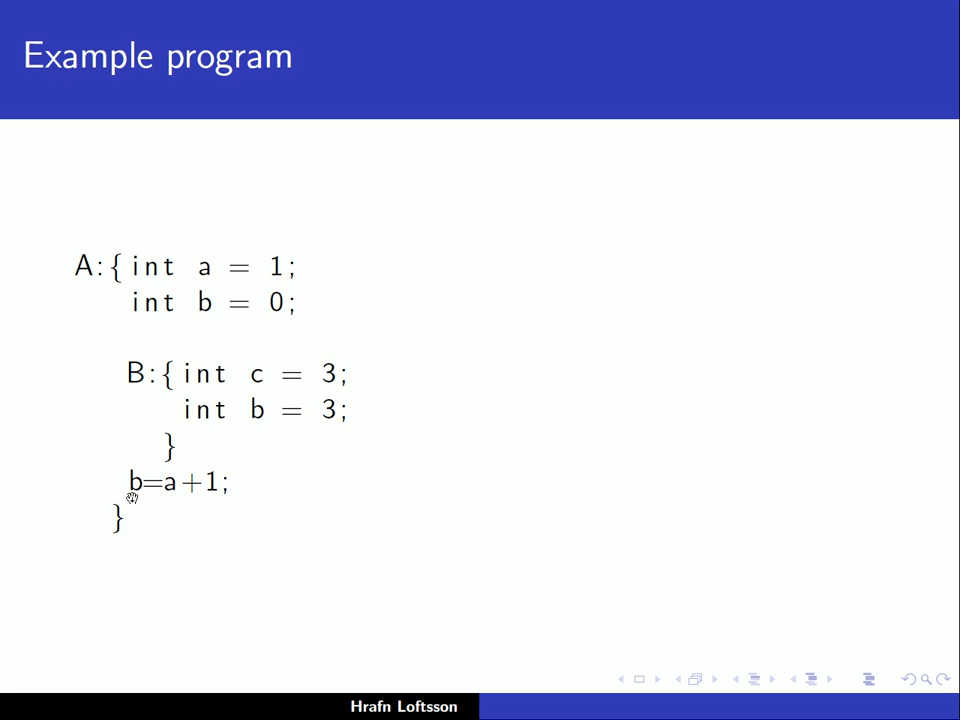 Example program
A:{ int a = 1;
int b = 0;
B:{ int c = 3;
int b = 3;
}
b=a+1;
}
Hrafn Loftsson